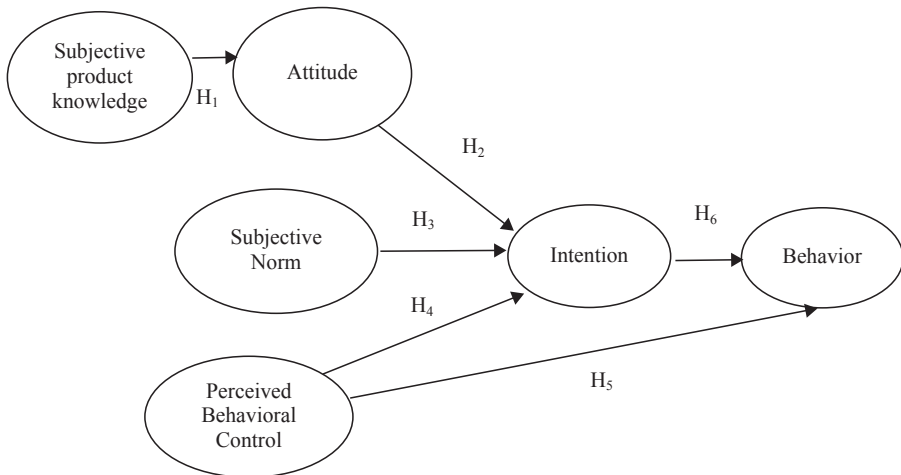 Subjective
product
knowledge
H₁
Attitude
H₂
Subjective
Norm
H₃
Intention
H₆
Behavior
H₄
Perceived
Behavioral
Control
H₅